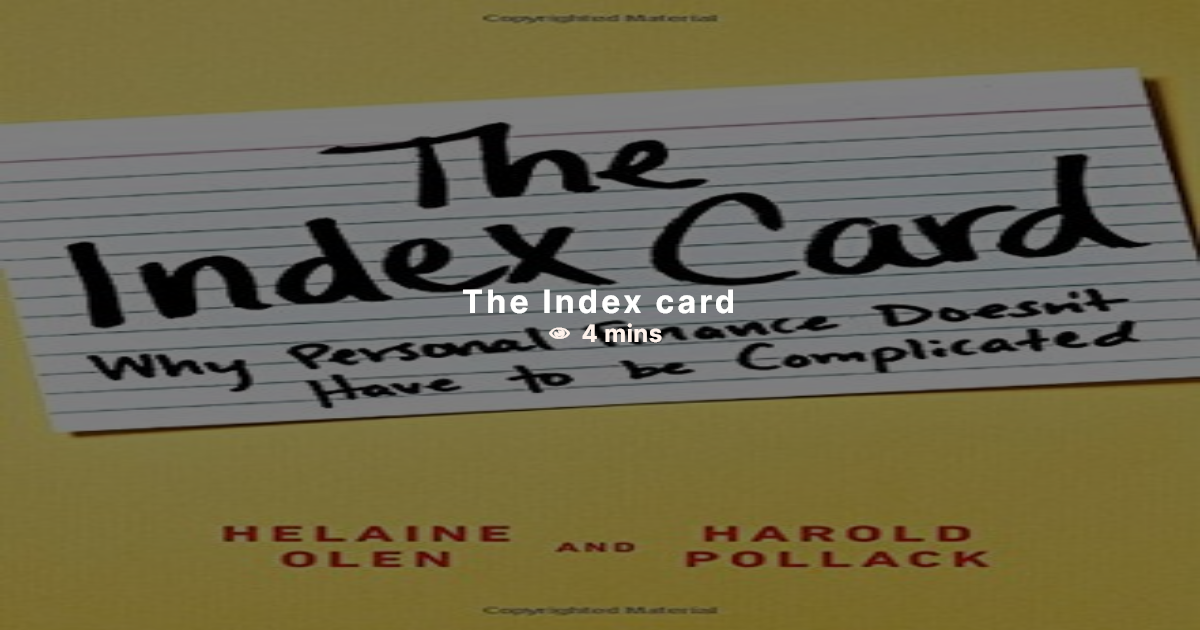 Copyrighted Material
The
Index Card
The Index card
4 mins
Why Personal Finance Doesn't
Have to be Complicated
HELAINE OLEN AND HAROLD POLLACK
Copyrighted Material